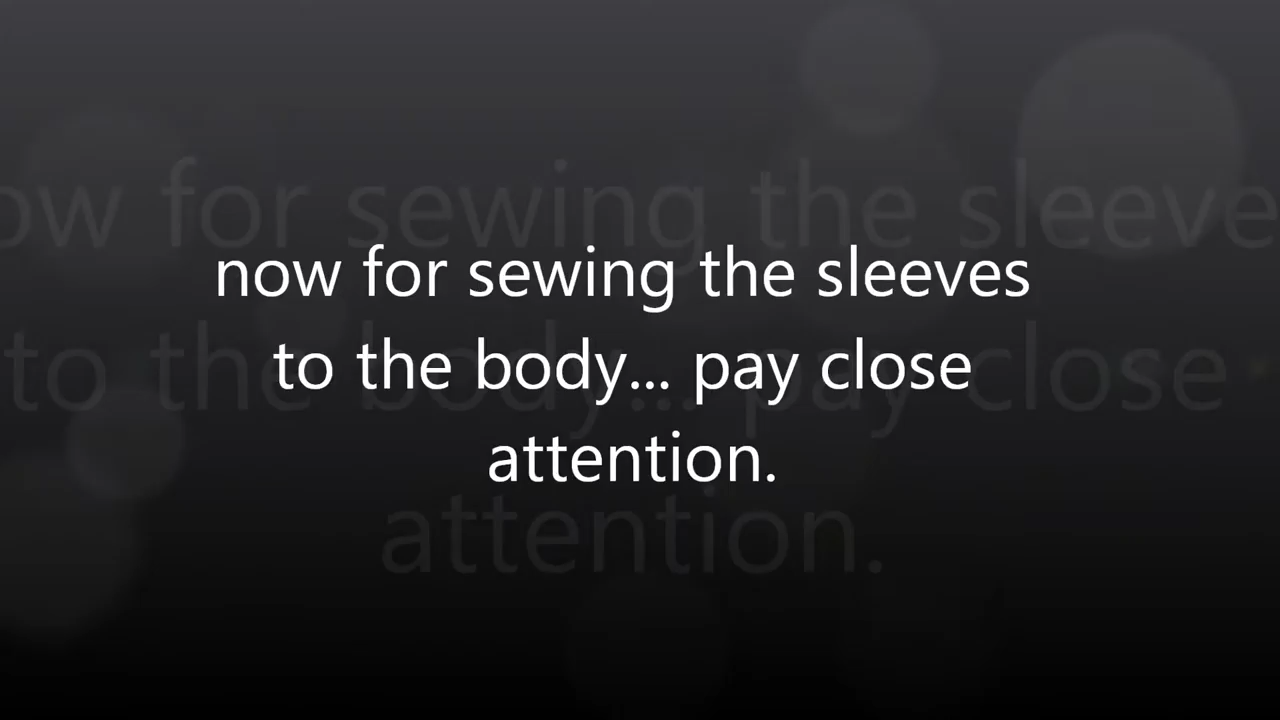 now for sewing the sleeves
to the body... pay close
attention.